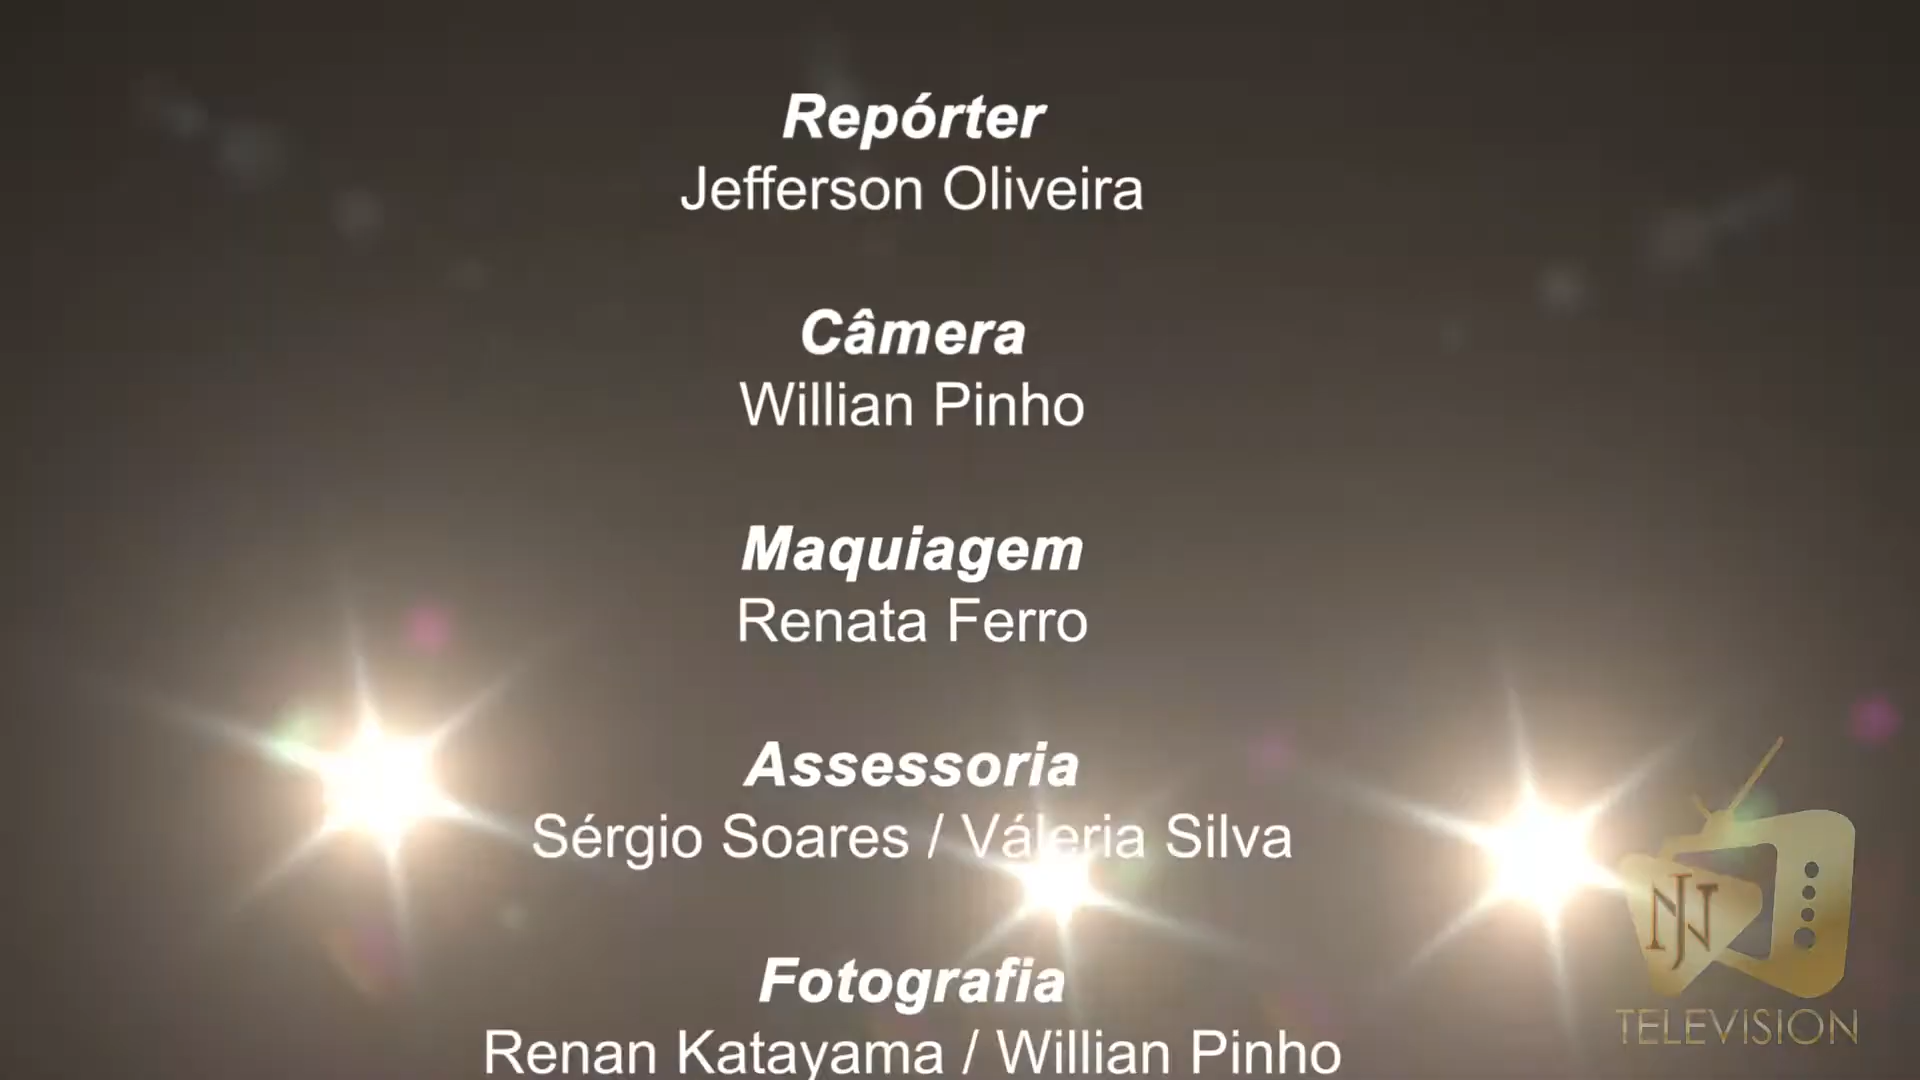 Repórter
Jefferson Oliveira
Câmera
Willian Pinho
Maquiagem
Renata Ferro
Assessoria
Sérgio Soares / Váleria Silva
Fotografia
Renan Katayama / Willian Pinho
NJ
TELEVISION